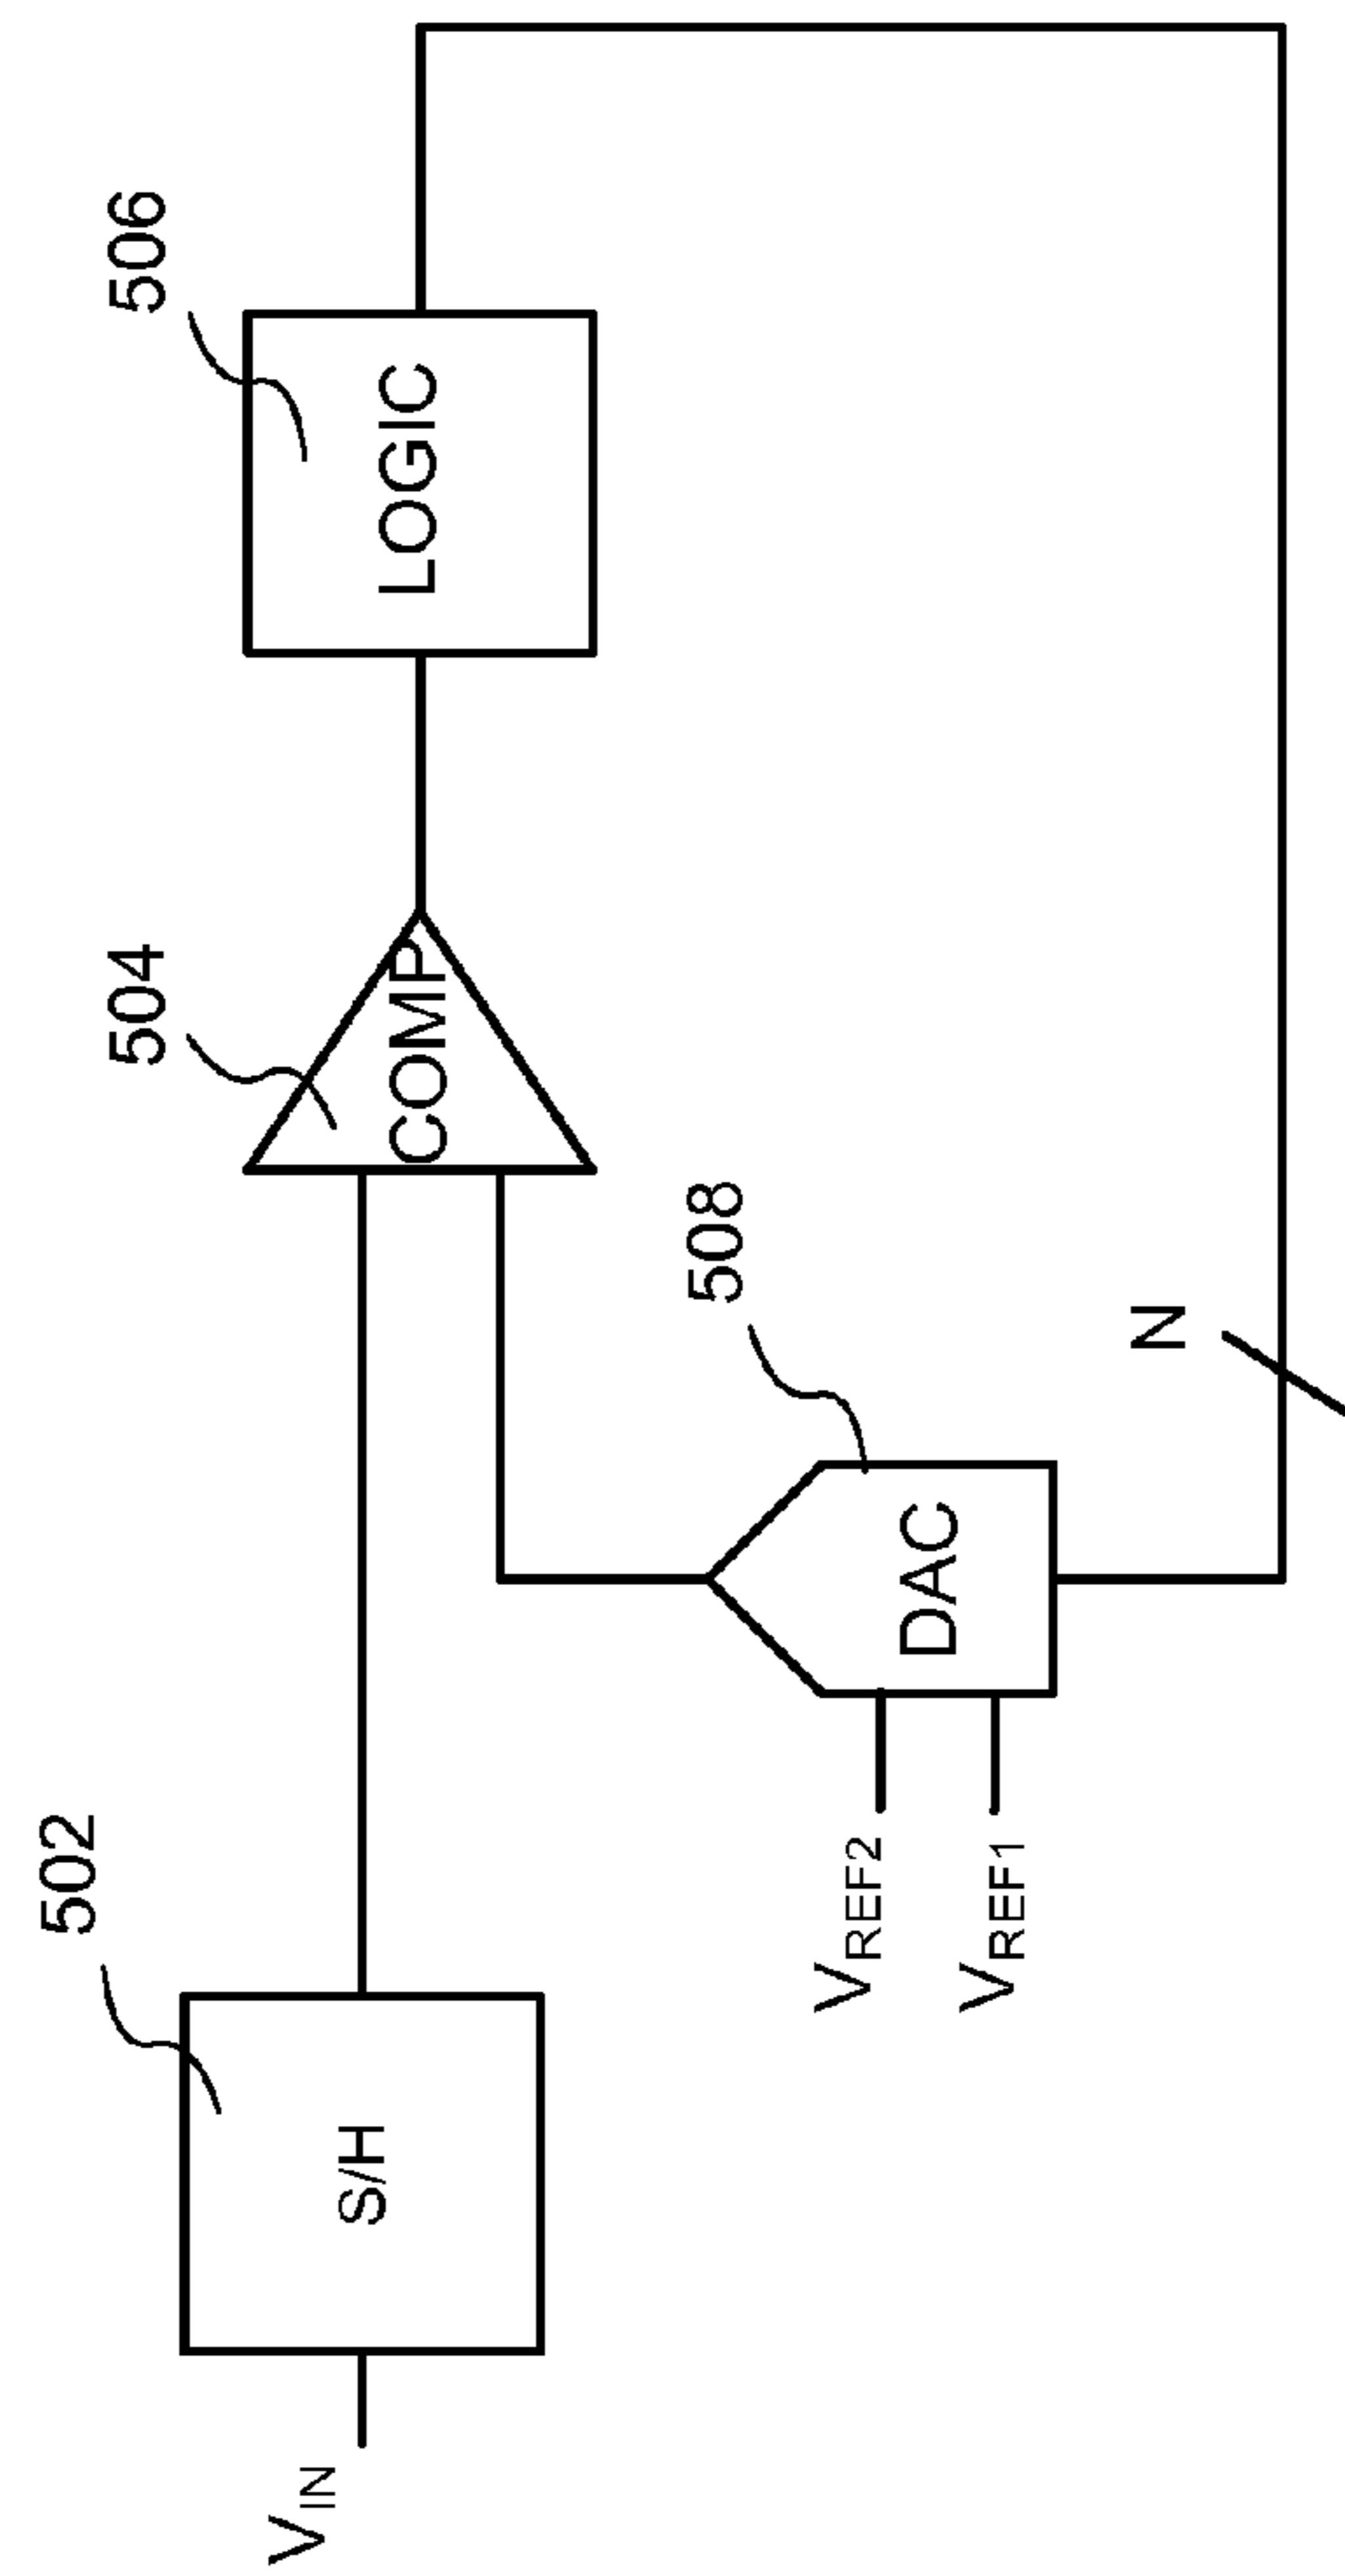 502
504
506
V_IN
S/H
COMP
LOGIC
508
V_REF2
V_REF1
DAC
N